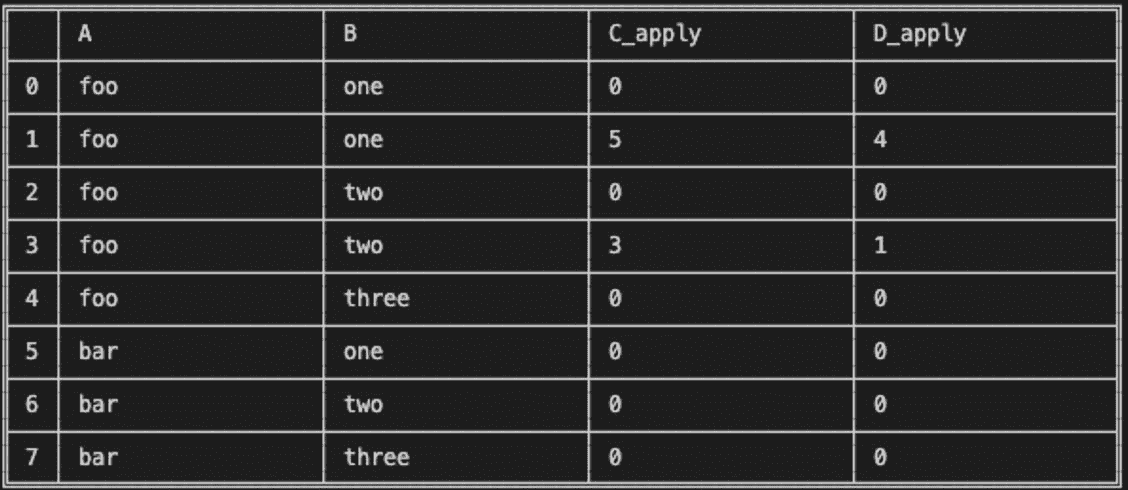 A B C_apply D_apply
0 foo one 0 0
1 foo one 5 4
2 foo two 0 0
3 foo two 3 1
4 foo three 0 0
5 bar one 0 0
6 bar two 0 0
7 bar three 0 0